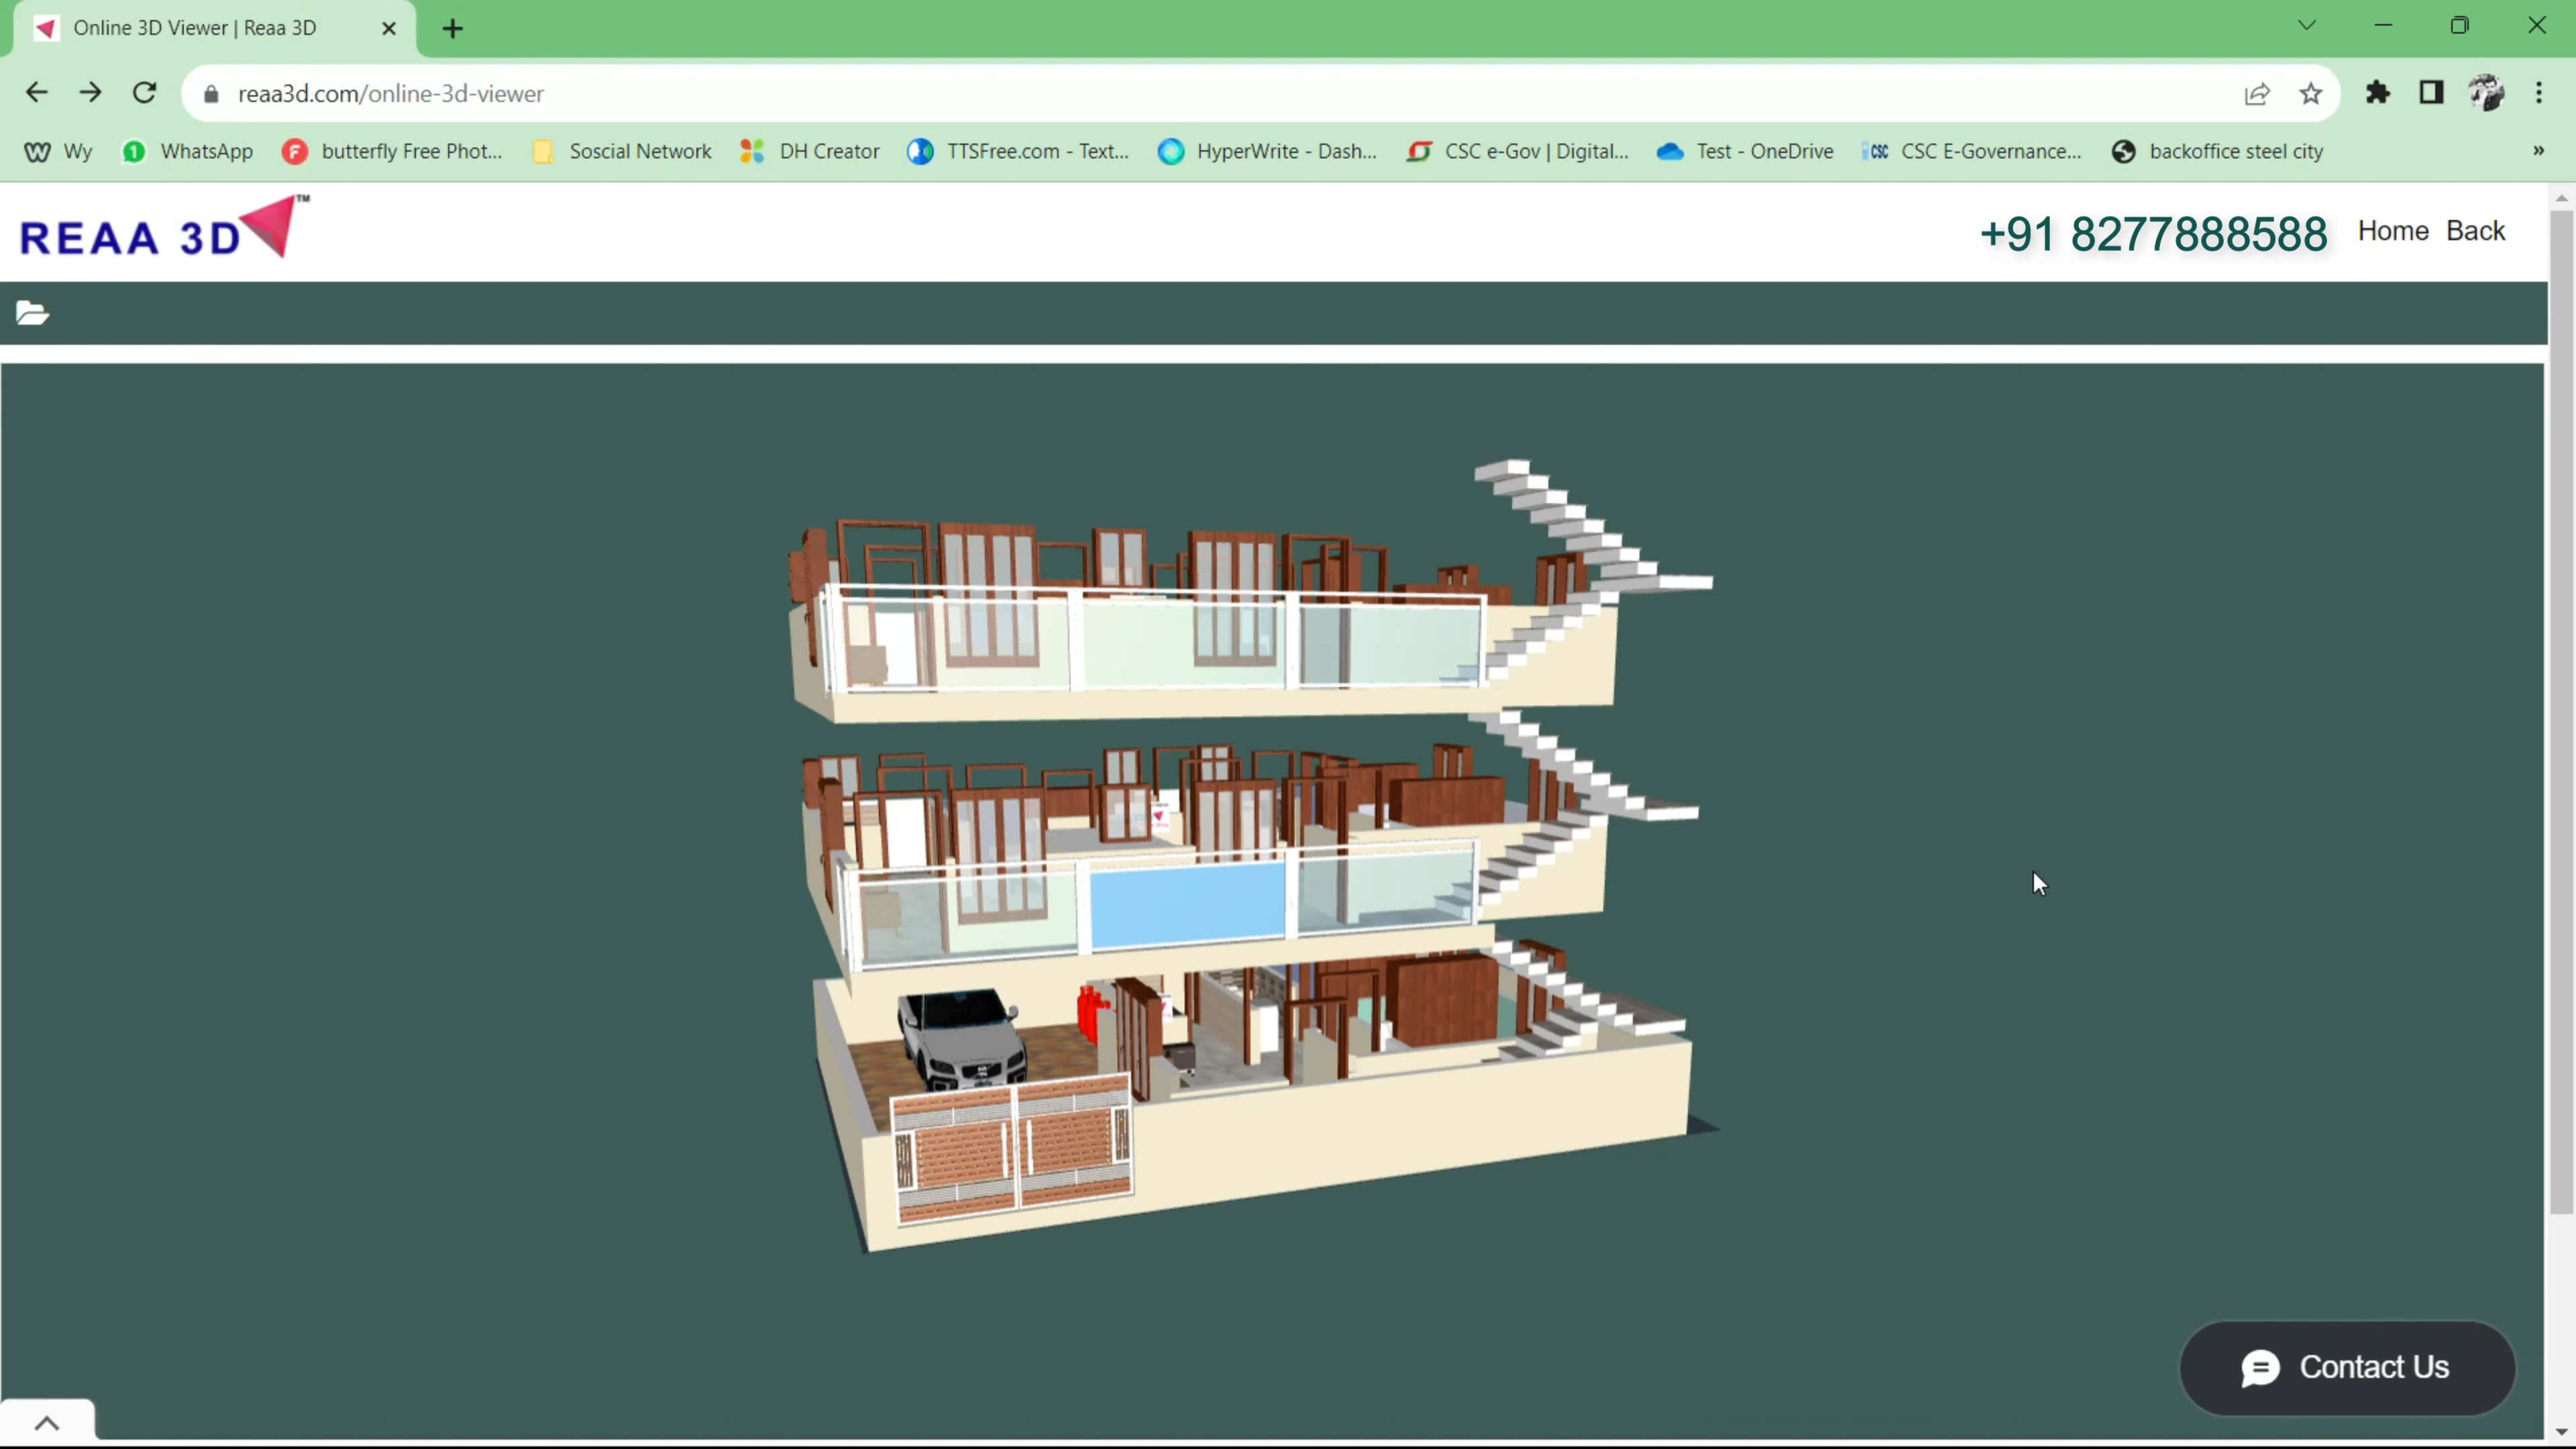 Online 3D Viewer | Reaa 3D
reaa3d.com/online-3d-viewer
Wy
WhatsApp
butterfly Free Phot...
Soscial Network
DH Creator
TTSFree.com - Text...
HyperWrite - Dash...
CSC e-Gov | Digital...
Test - OneDrive
CSC
CSC E-Governance...
backoffice steel city
»
REAA 3D™
+91 8277888588
Home
Back
Contact Us